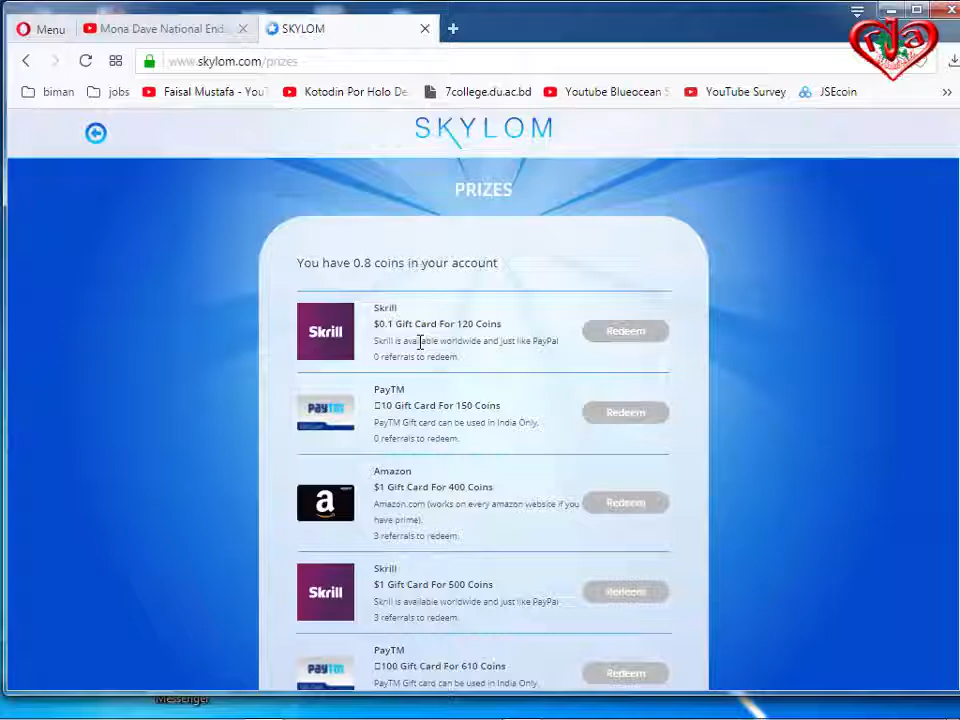 Menu
Mona Dave National End
SKYLOM
www.skylom.com/prizes
biman
jobs
Faisal Mustafa - You
Kotodin Por Holo De
7college.du.ac.bd
Youtube Blueocean
YouTube Survey
JSEcoin
»
SKYLOM
PRIZES
You have 0.8 coins in your account
Skrill
Skrill
$0.1 Gift Card For 120 Coins
Skrill is available worldwide and just like PayPal
0 referrals to redeem.
Redeem
PayTM
PayTM
10 Gift Card For 150 Coins
PayTM Gift card can be used in India Only.
0 referrals to redeem.
Redeem
a
Amazon
$1 Gift Card For 400 Coins
Amazon.com (works on every amazon website if you
have prime).
3 referrals to redeem.
Redeem
Skrill
Skrill
$1 Gift Card For 500 Coins
Skrill is available worldwide and just like PayPal
3 referrals to redeem.
Redeem
PayTM
PayTM
100 Gift Card For 610 Coins
PayTM Gift card can be used in India Only.
Redeem
Messenger